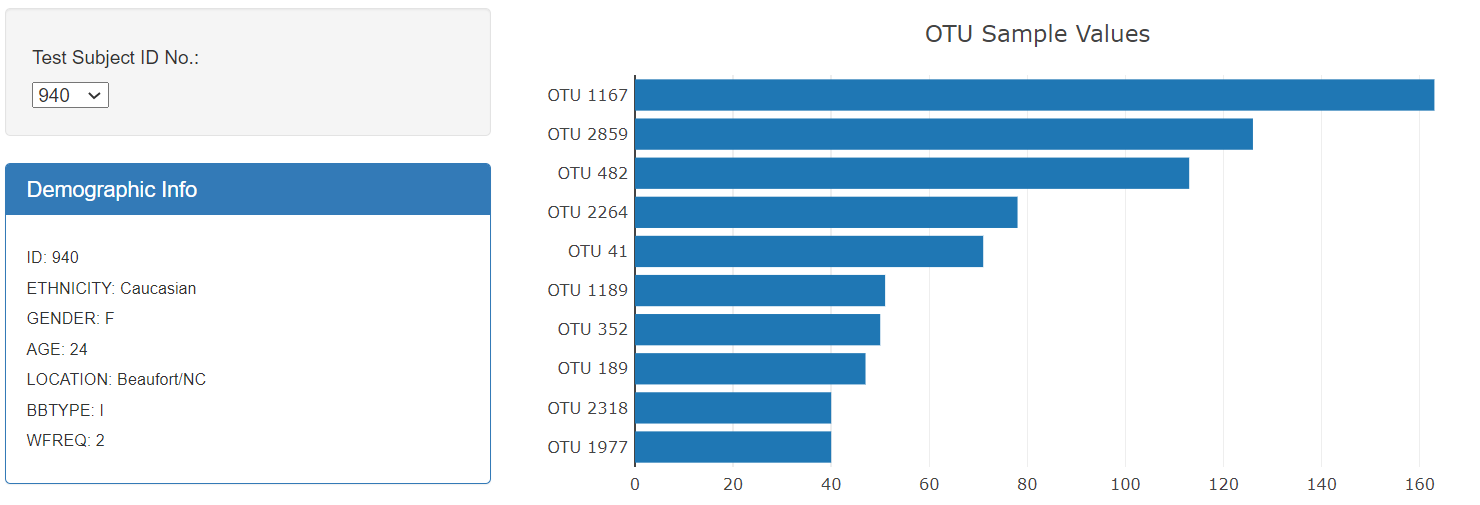 Test Subject ID No.:
940
Demographic Info
ID: 940
ETHNICITY: Caucasian
GENDER: F
AGE: 24
LOCATION: Beaufort/NC
BBTYPE: I
WFREQ: 2
OTU Sample Values
OTU 1167
OTU 2859
OTU 482
OTU 2264
OTU 41
OTU 1189
OTU 352
OTU 189
OTU 2318
OTU 1977
0 20 40 60 80 100 120 140 160